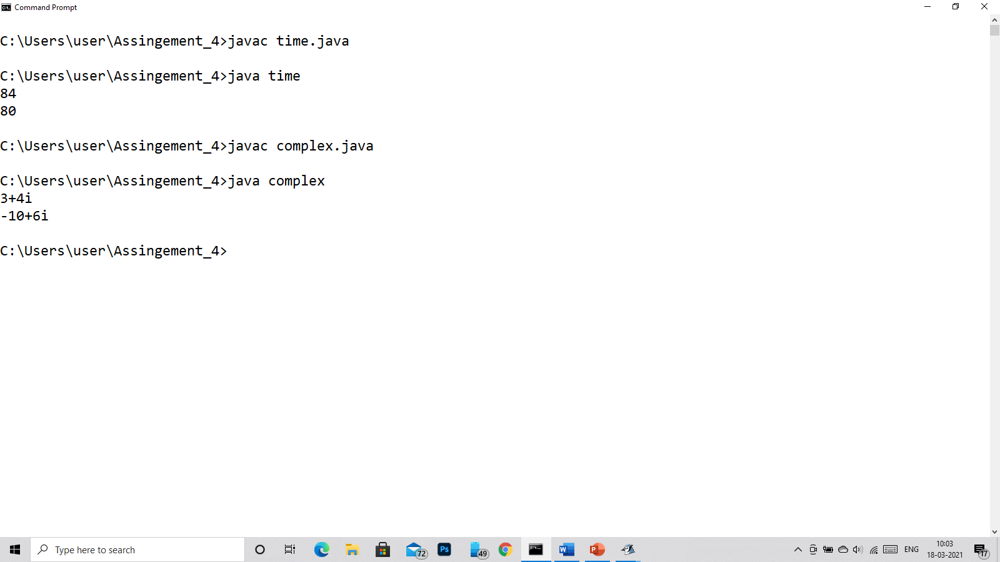 Command Prompt
C:\Users\user\Assingement_4>javac time.java
C:\Users\user\Assingement_4>java time
84
80
C:\Users\user\Assingement_4>javac complex.java
C:\Users\user\Assingement_4>java complex
3+4i
-10+6i
C:\Users\user\Assingement_4>
Type here to search
72
Ps
49
W
P
ENG
10:03
18-03-2021
17